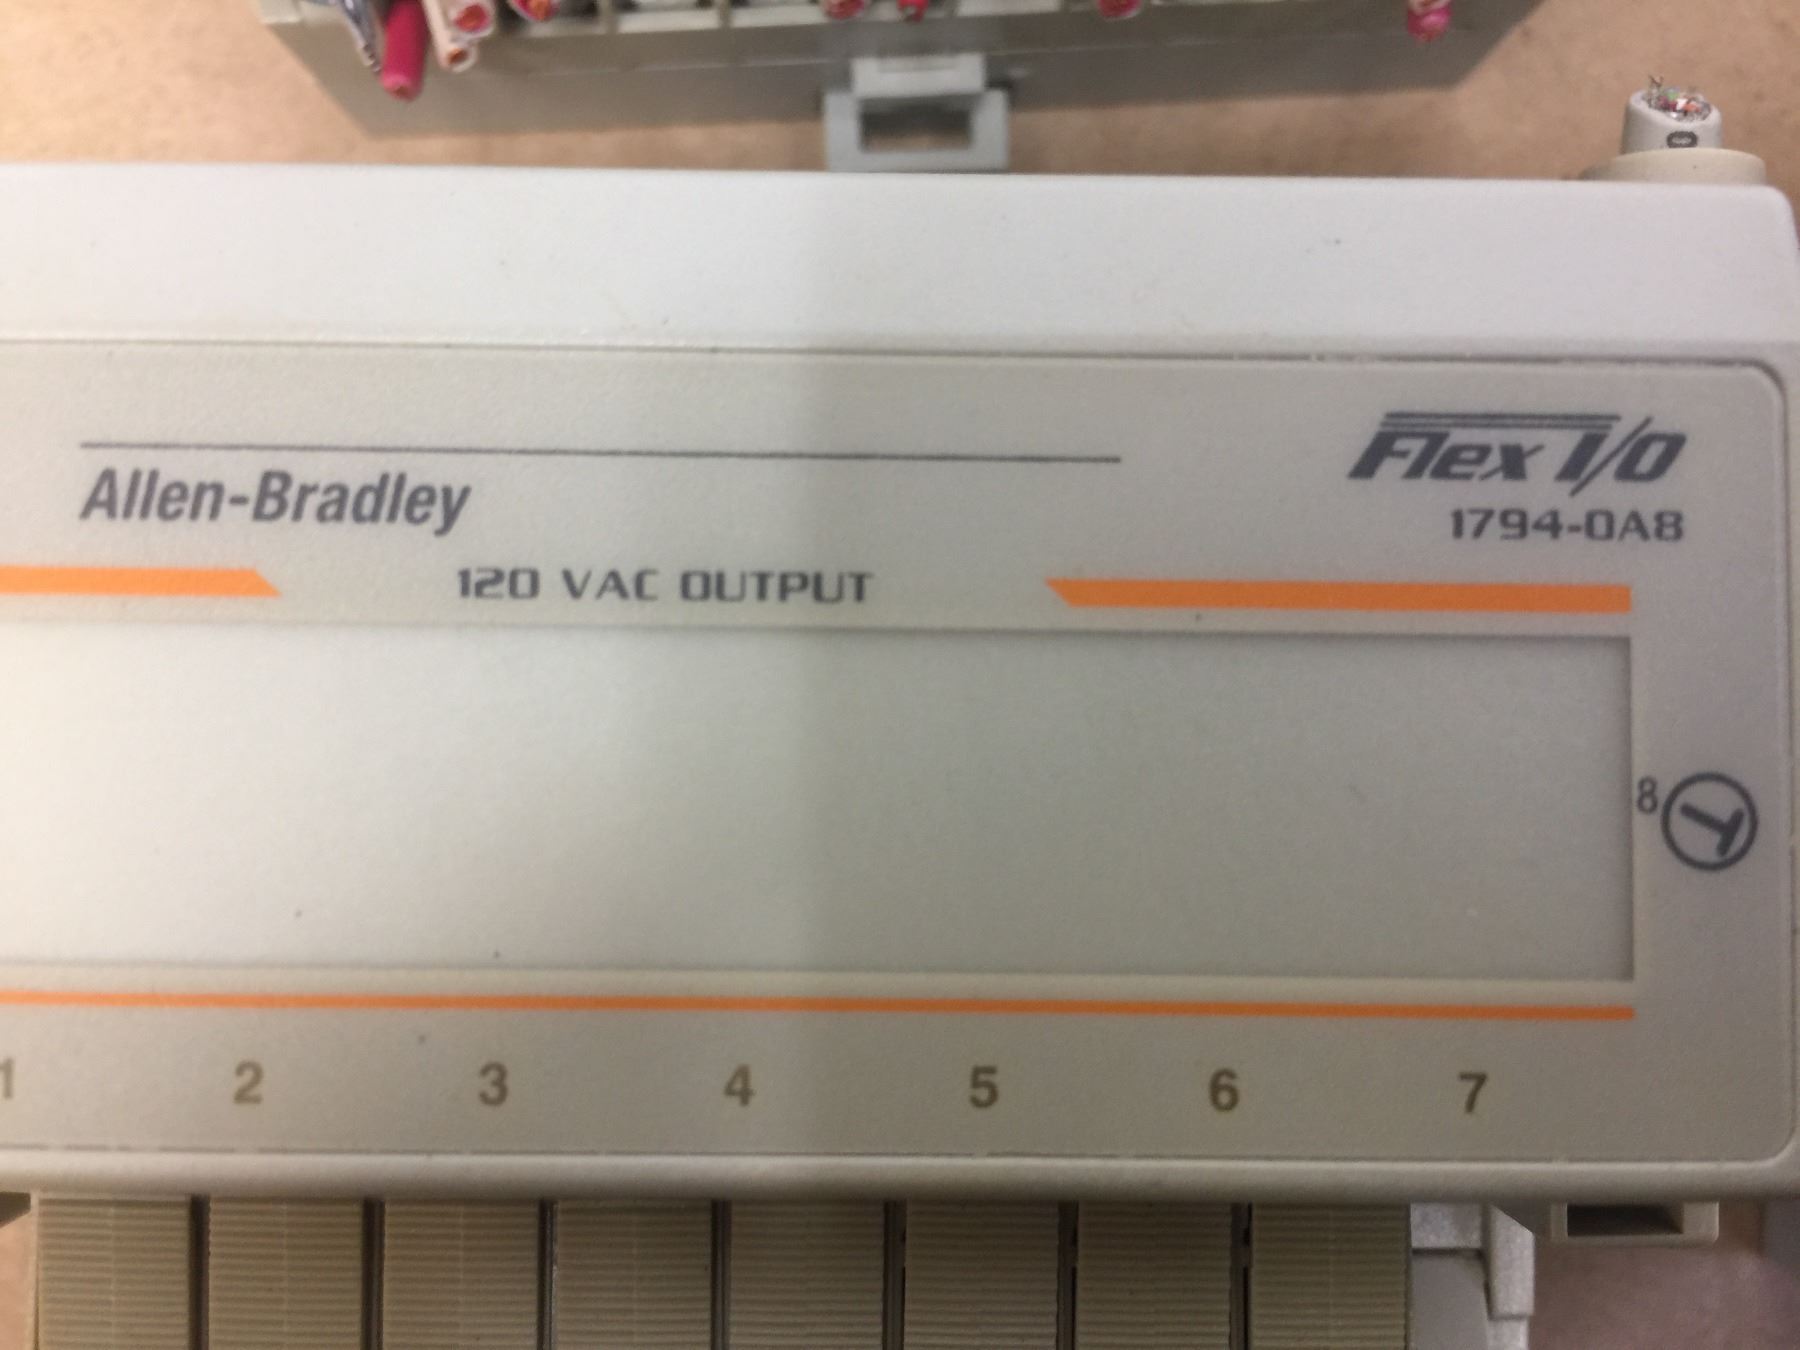 Flex I/O
Allen-Bradley
1794-OA8
120 VAC OUTPUT
8
1 2 3 4 5 6 7